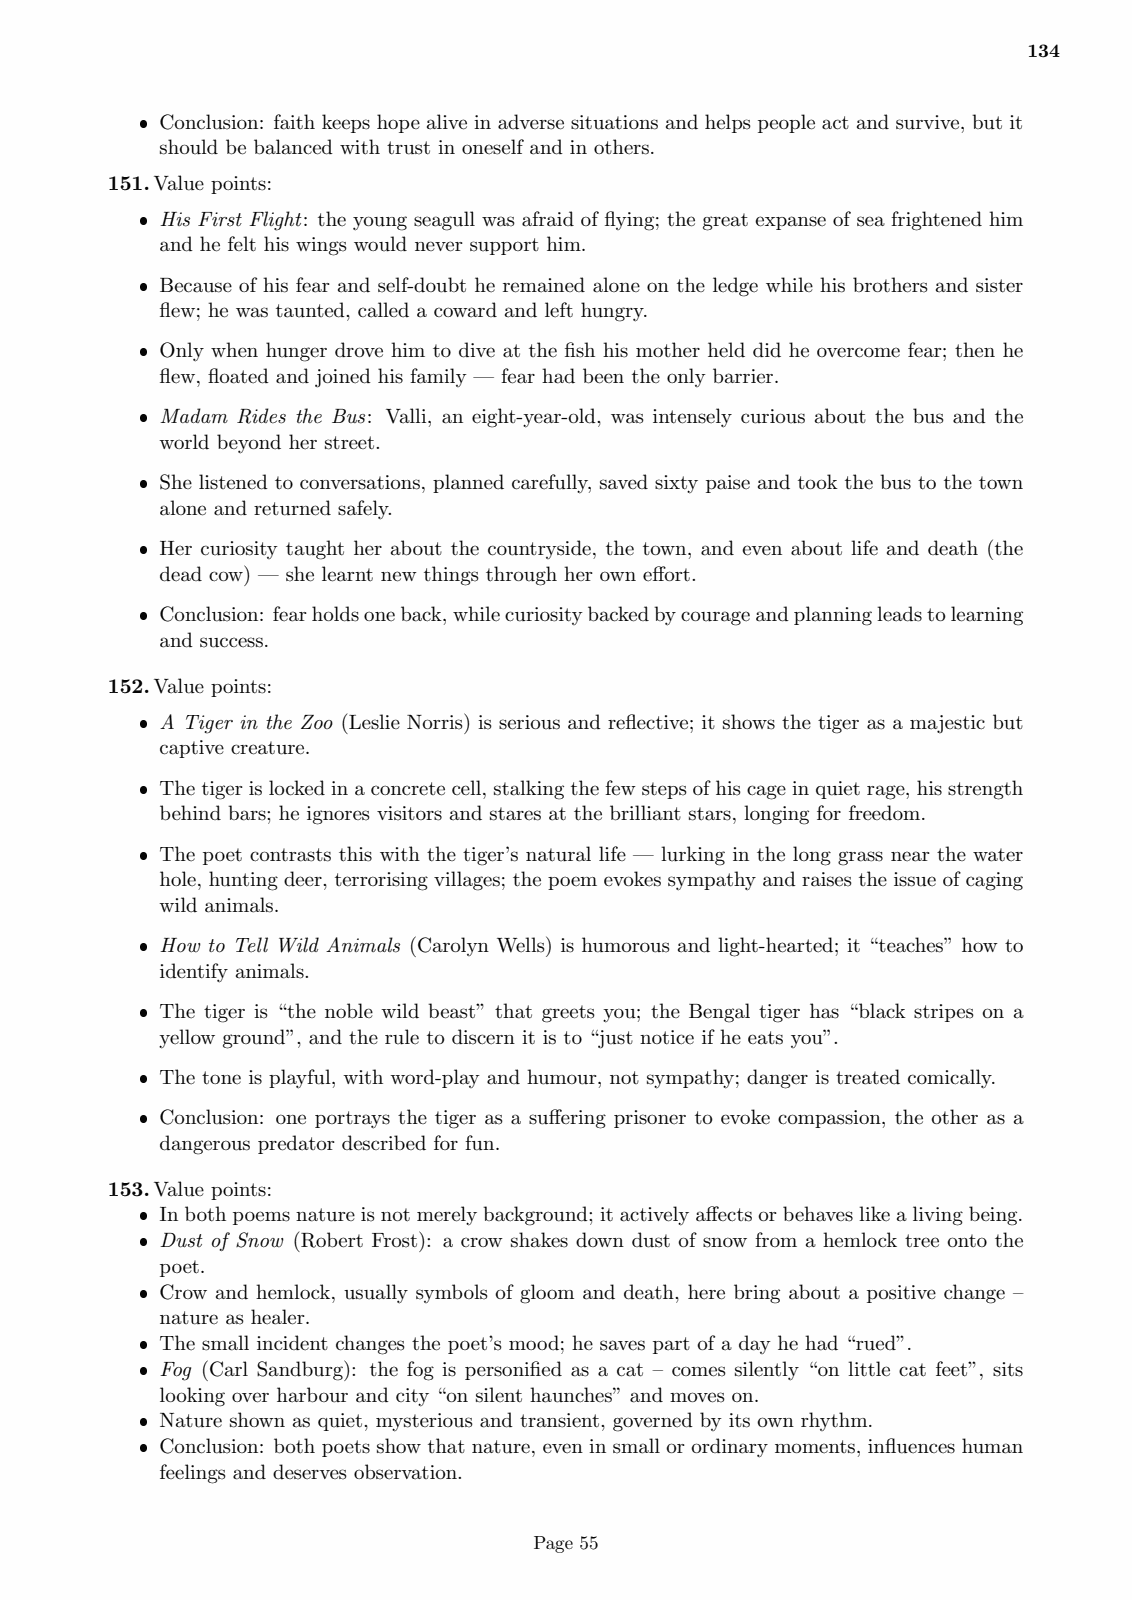 134
• Conclusion: faith keeps hope alive in adverse situations and helps people act and survive, but it
should be balanced with trust in oneself and in others.
151. Value points:
• His First Flight: the young seagull was afraid of flying; the great expanse of sea frightened him
and he felt his wings would never support him.
• Because of his fear and self-doubt he remained alone on the ledge while his brothers and sister
flew; he was taunted, called a coward and left hungry.
• Only when hunger drove him to dive at the fish his mother held did he overcome fear; then he
flew, floated and joined his family — fear had been the only barrier.
• Madam Rides the Bus: Valli, an eight-year-old, was intensely curious about the bus and the
world beyond her street.
• She listened to conversations, planned carefully, saved sixty paise and took the bus to the town
alone and returned safely.
• Her curiosity taught her about the countryside, the town, and even about life and death (the
dead cow) — she learnt new things through her own effort.
• Conclusion: fear holds one back, while curiosity backed by courage and planning leads to learning
and success.
152. Value points:
• A Tiger in the Zoo (Leslie Norris) is serious and reflective; it shows the tiger as a majestic but
captive creature.
• The tiger is locked in a concrete cell, stalking the few steps of his cage in quiet rage, his strength
behind bars; he ignores visitors and stares at the brilliant stars, longing for freedom.
• The poet contrasts this with the tiger's natural life — lurking in the long grass near the water
hole, hunting deer, terrorising villages; the poem evokes sympathy and raises the issue of caging
wild animals.
• How to Tell Wild Animals (Carolyn Wells) is humorous and light-hearted; it “teaches” how to
identify animals.
• The tiger is “the noble wild beast” that greets you; the Bengal tiger has “black stripes on a
yellow ground”, and the rule to discern it is to “just notice if he eats you”.
• The tone is playful, with word-play and humour, not sympathy; danger is treated comically.
• Conclusion: one portrays the tiger as a suffering prisoner to evoke compassion, the other as a
dangerous predator described for fun.
153. Value points:
• In both poems nature is not merely background; it actively affects or behaves like a living being.
• Dust of Snow (Robert Frost): a crow shakes down dust of snow from a hemlock tree onto the
poet.
• Crow and hemlock, usually symbols of gloom and death, here bring about a positive change –
nature as healer.
• The small incident changes the poet's mood; he saves part of a day he had “rued”.
• Fog (Carl Sandburg): the fog is personified as a cat – comes silently “on little cat feet”, sits
looking over harbour and city “on silent haunches” and moves on.
• Nature shown as quiet, mysterious and transient, governed by its own rhythm.
• Conclusion: both poets show that nature, even in small or ordinary moments, influences human
feelings and deserves observation.
Page 55